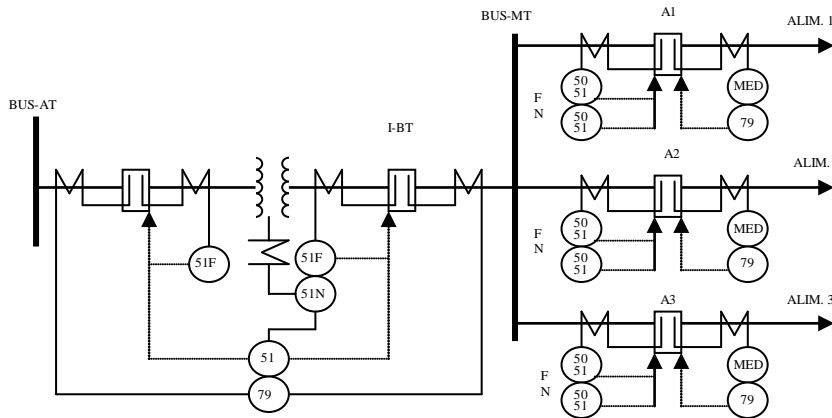 BUS-AT
I-BT
51F
51F
51N
51
79
BUS-MT
A1
ALIM. 1
F
N
50
51
50
51
MED
79
A2
ALIM.
F
N
50
51
50
51
MED
79
A3
ALIM. 3
F
N
50
51
50
51
MED
79